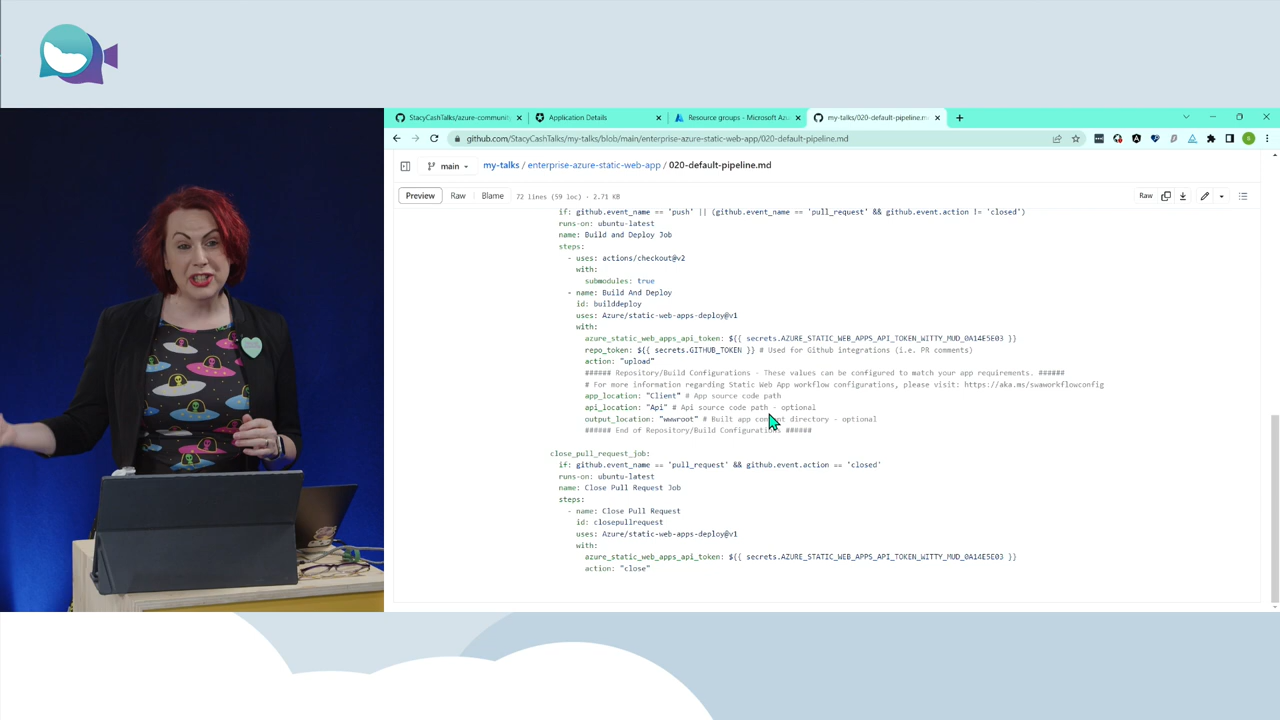 StacyCashTalks/azure-communit
Application Details
Resource groups - Microsoft Az
my-talks/020-default-pipeline.m
github.com/StacyCashTalks/my-talks/blob/main/enterprise-azure-static-web-app/020-default-pipeline.md
main
my-talks / enterprise-azure-static-web-app / 020-default-pipeline.md
Preview Raw Blame 72 lines (59 loc) · 2.71 KB Raw
if: github.event_name == 'push' || (github.event_name == 'pull_request' && github.event.action != 'closed')
runs-on: ubuntu-latest
name: Build and Deploy Job
steps:
- uses: actions/checkout@v2
with:
submodules: true
- name: Build And Deploy
id: builddeploy
uses: Azure/static-web-apps-deploy@v1
with:
azure_static_web_apps_api_token: ${{ secrets.AZURE_STATIC_WEB_APPS_API_TOKEN_WITTY_MUD_0A14E5E03 }}
repo_token: ${{ secrets.GITHUB_TOKEN }} # Used for Github integrations (i.e. PR comments)
action: "upload"
###### Repository/Build Configurations - These values can be configured to match your app requirements. ######
# For more information regarding Static Web App workflow configurations, please visit: https://aka.ms/swaworkflowconfig
app_location: "Client" # App source code path
api_location: "Api" # Api source code path - optional
output_location: "wwwroot" # Built app content directory - optional
###### End of Repository/Build Configurations ######
close_pull_request_job:
if: github.event_name == 'pull_request' && github.event.action == 'closed'
runs-on: ubuntu-latest
name: Close Pull Request Job
steps:
- name: Close Pull Request
id: closepullrequest
uses: Azure/static-web-apps-deploy@v1
with:
azure_static_web_apps_api_token: ${{ secrets.AZURE_STATIC_WEB_APPS_API_TOKEN_WITTY_MUD_0A14E5E03 }}
action: "close"